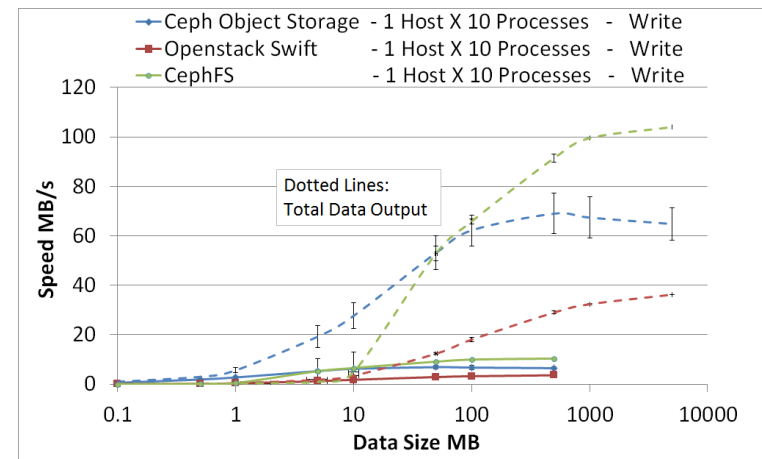 Ceph Object Storage - 1 Host X 10 Processes - Write
Openstack Swift - 1 Host X 10 Processes - Write
CephFS - 1 Host X 10 Processes - Write
120
100
80
60
40
20
0
Speed MB/s
Dotted Lines:
Total Data Output
0.1 1 10 100 1000 10000
Data Size MB